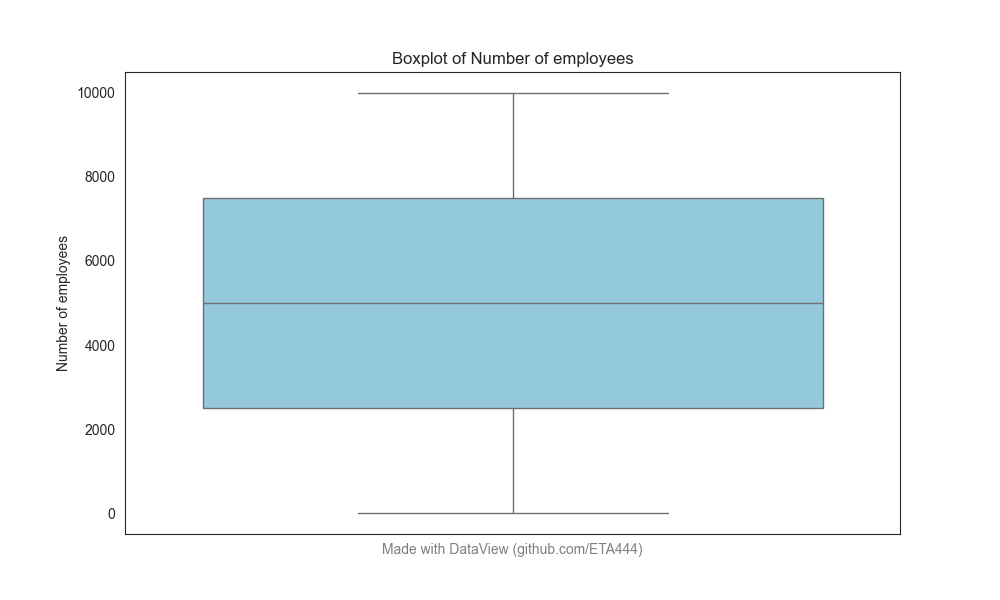 Boxplot of Number of employees
10000
8000
6000
4000
2000
0
Number of employees
Made with DataView (github.com/ETA444)